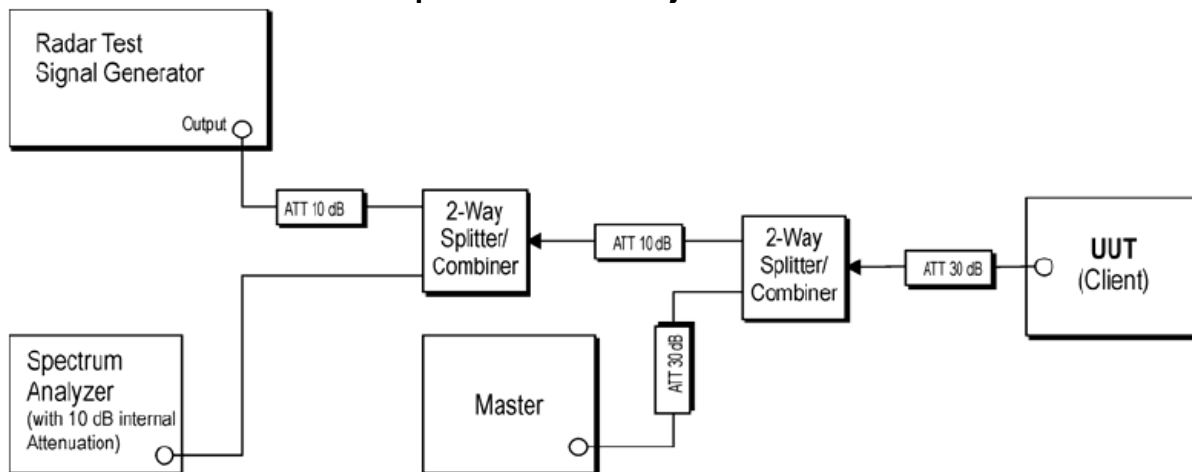 Radar Test
Signal Generator
Output
ATT 10 dB
2-Way
Splitter/
Combiner
ATT 10 dB
2-Way
Splitter/
Combiner
ATT 30 dB
UUT
(Client)
Spectrum
Analyzer
(with 10 dB internal
Attenuation)
Master
ATT 30 dB